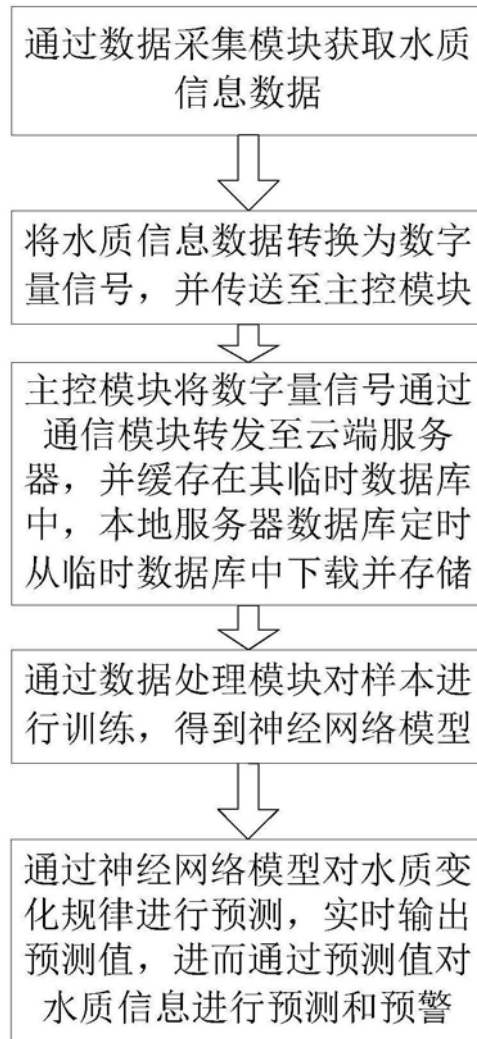 通过数据采集模块获取水质
信息数据
将水质信息数据转换为数字
量信号，并传送至主控模块
主控模块将数字量信号通过
通信模块转发至云端服务
器，并缓存在其临时数据库
中，本地服务器数据库定时
从临时数据库中下载并存储
通过数据处理模块对样本进
行训练，得到神经网络模型
通过神经网络模型对水质变
化规律进行预测，实时输出
预测值，进而通过预测值对
水质信息进行预测和预警